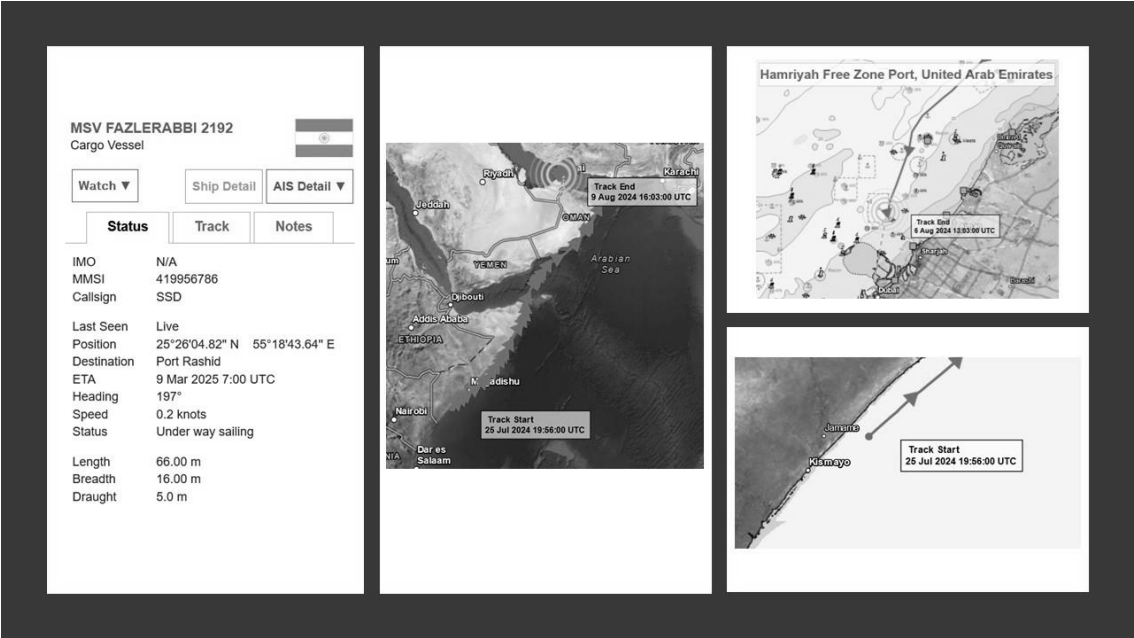 MSV FAZLERABBI 2192
Cargo Vessel
Watch ▼ Ship Detail AIS Detail ▼
Status Track Notes
IMO N/A
MMSI 419956786
Callsign SSD
Last Seen Live
Position 25°26'04.82" N 55°18'43.64" E
Destination Port Rashid
ETA 9 Mar 2025 7:00 UTC
Heading 197°
Speed 0.2 knots
Status Under way sailing
Length 66.00 m
Breadth 16.00 m
Draught 5.0 m
Riyadh
Karachi
Track End
9 Aug 2024 16:03:00 UTC
Jeddah
OMAN
YEMEN
Arabian
Sea
Djibouti
Addis Ababa
ETHIOPIA
M adishu
Nairobi
Track Start
25 Jul 2024 19:56:00 UTC
Dar es
Salaam
NIA
Hamriyah Free Zone Port, United Arab Emirates
Track End
6 Aug 2024 13:03:00 UTC
Sharjah
Dubai
Jamame
Kismayo
Track Start
25 Jul 2024 19:56:00 UTC